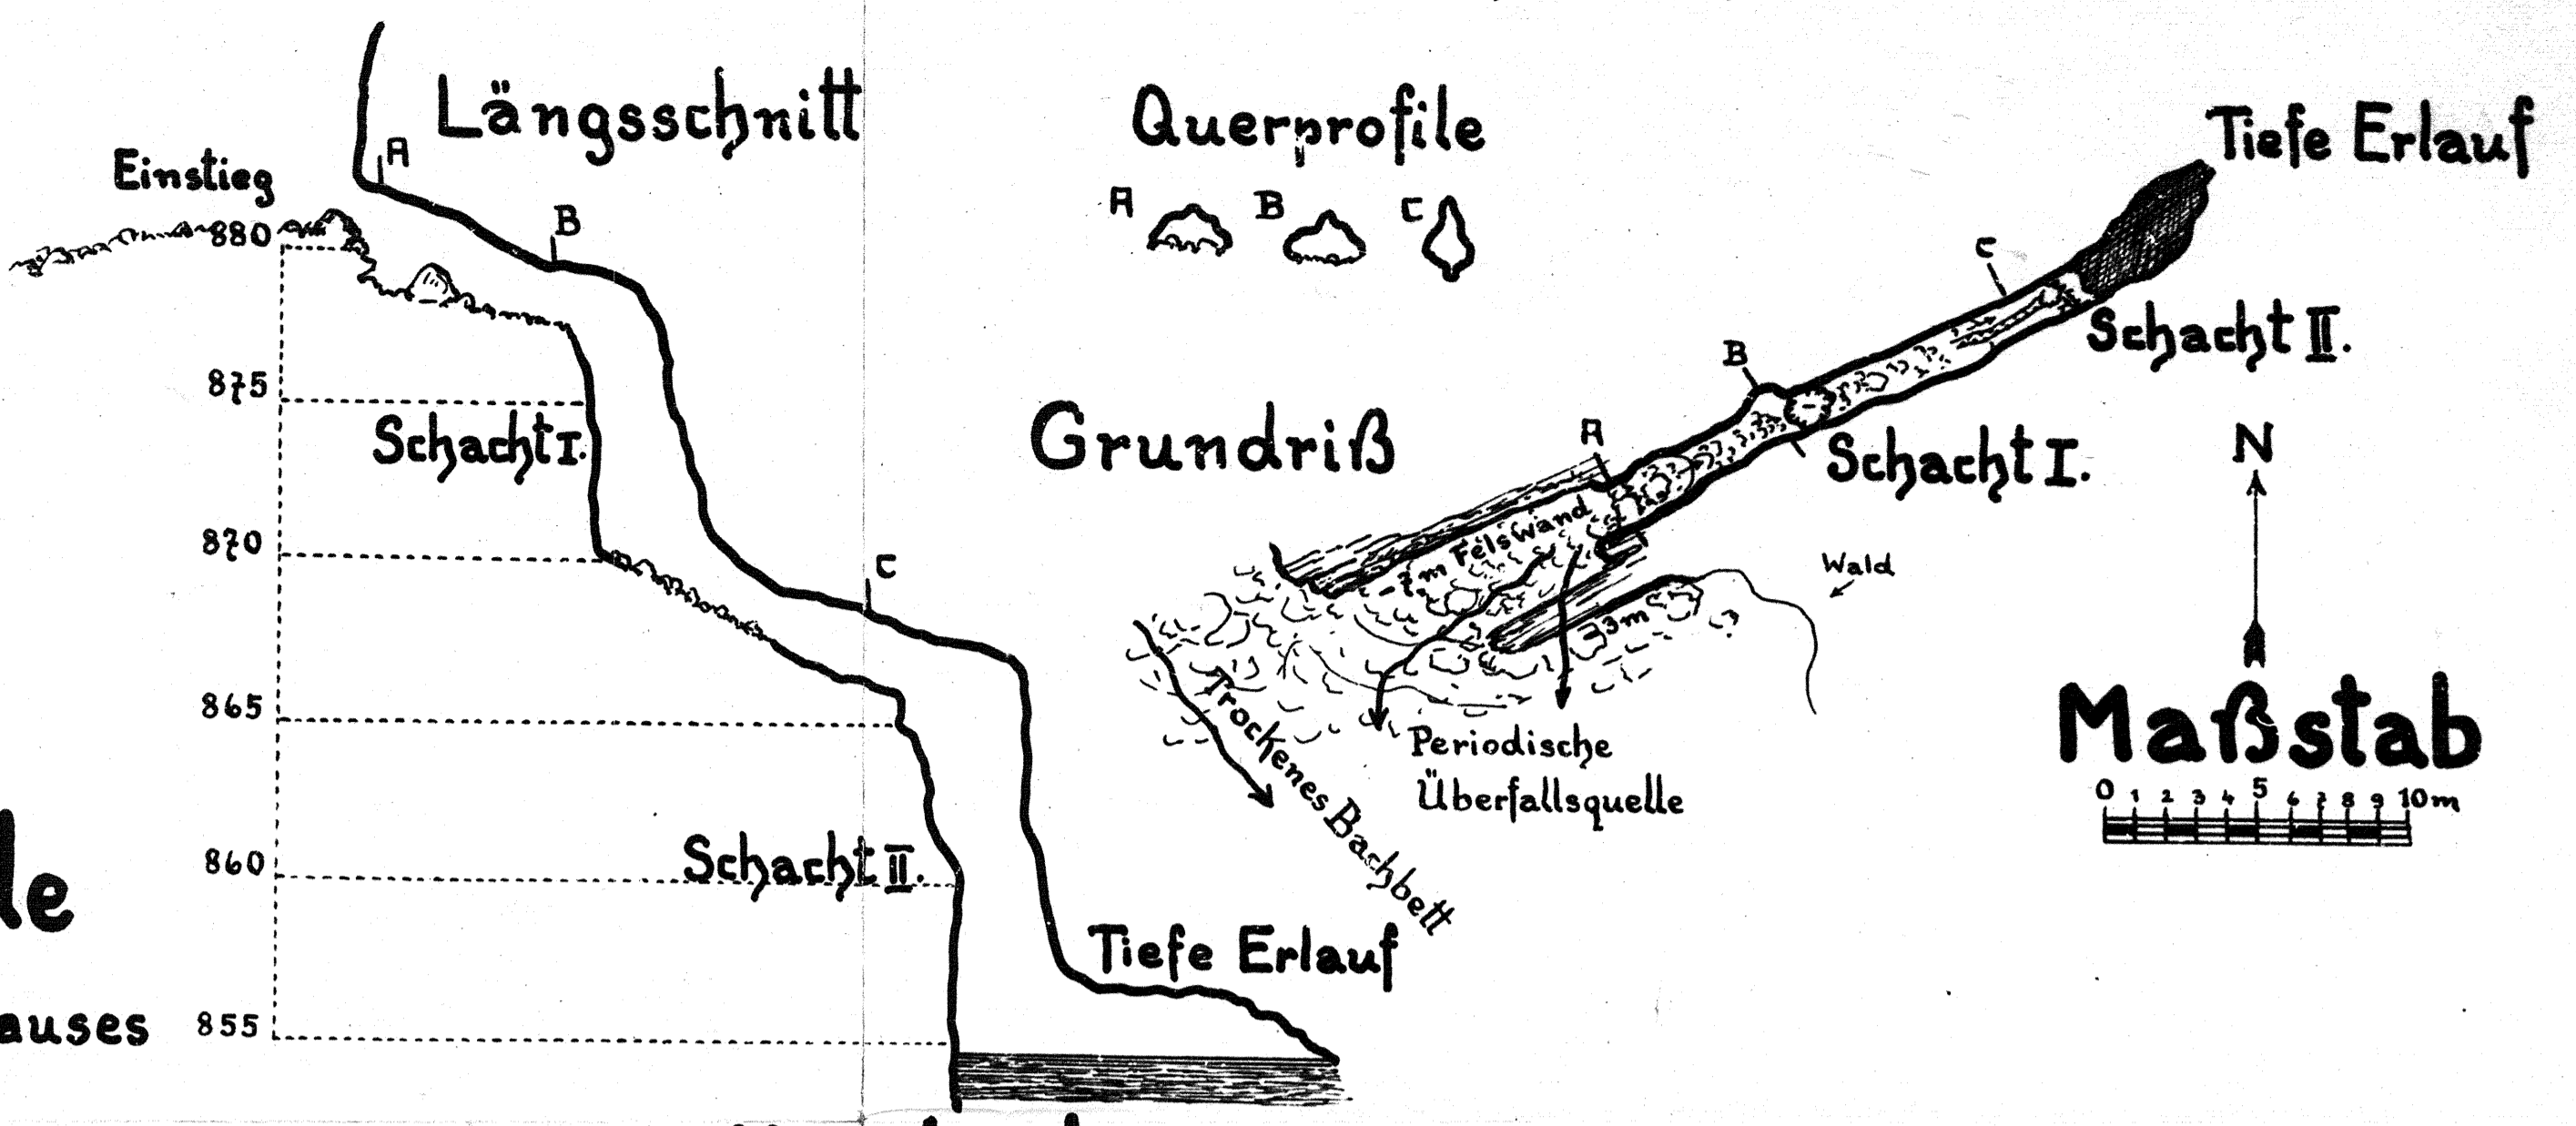 Längsschnitt
A
Einstieg
B
880
875
Schacht I.
870
C
865
860
Schacht II.
Tiefe Erlauf
855
le
auses
Querprofile
A B C
Tiefe Erlauf
C
Schacht II.
B
Grundriß
A
Schacht I.
N
~7m Felswand
Wald
33m
Trockenes Bachbett
Periodische
Überfallsquelle
Maßstab
0 1 2 3 4 5 6 7 8 9 10m